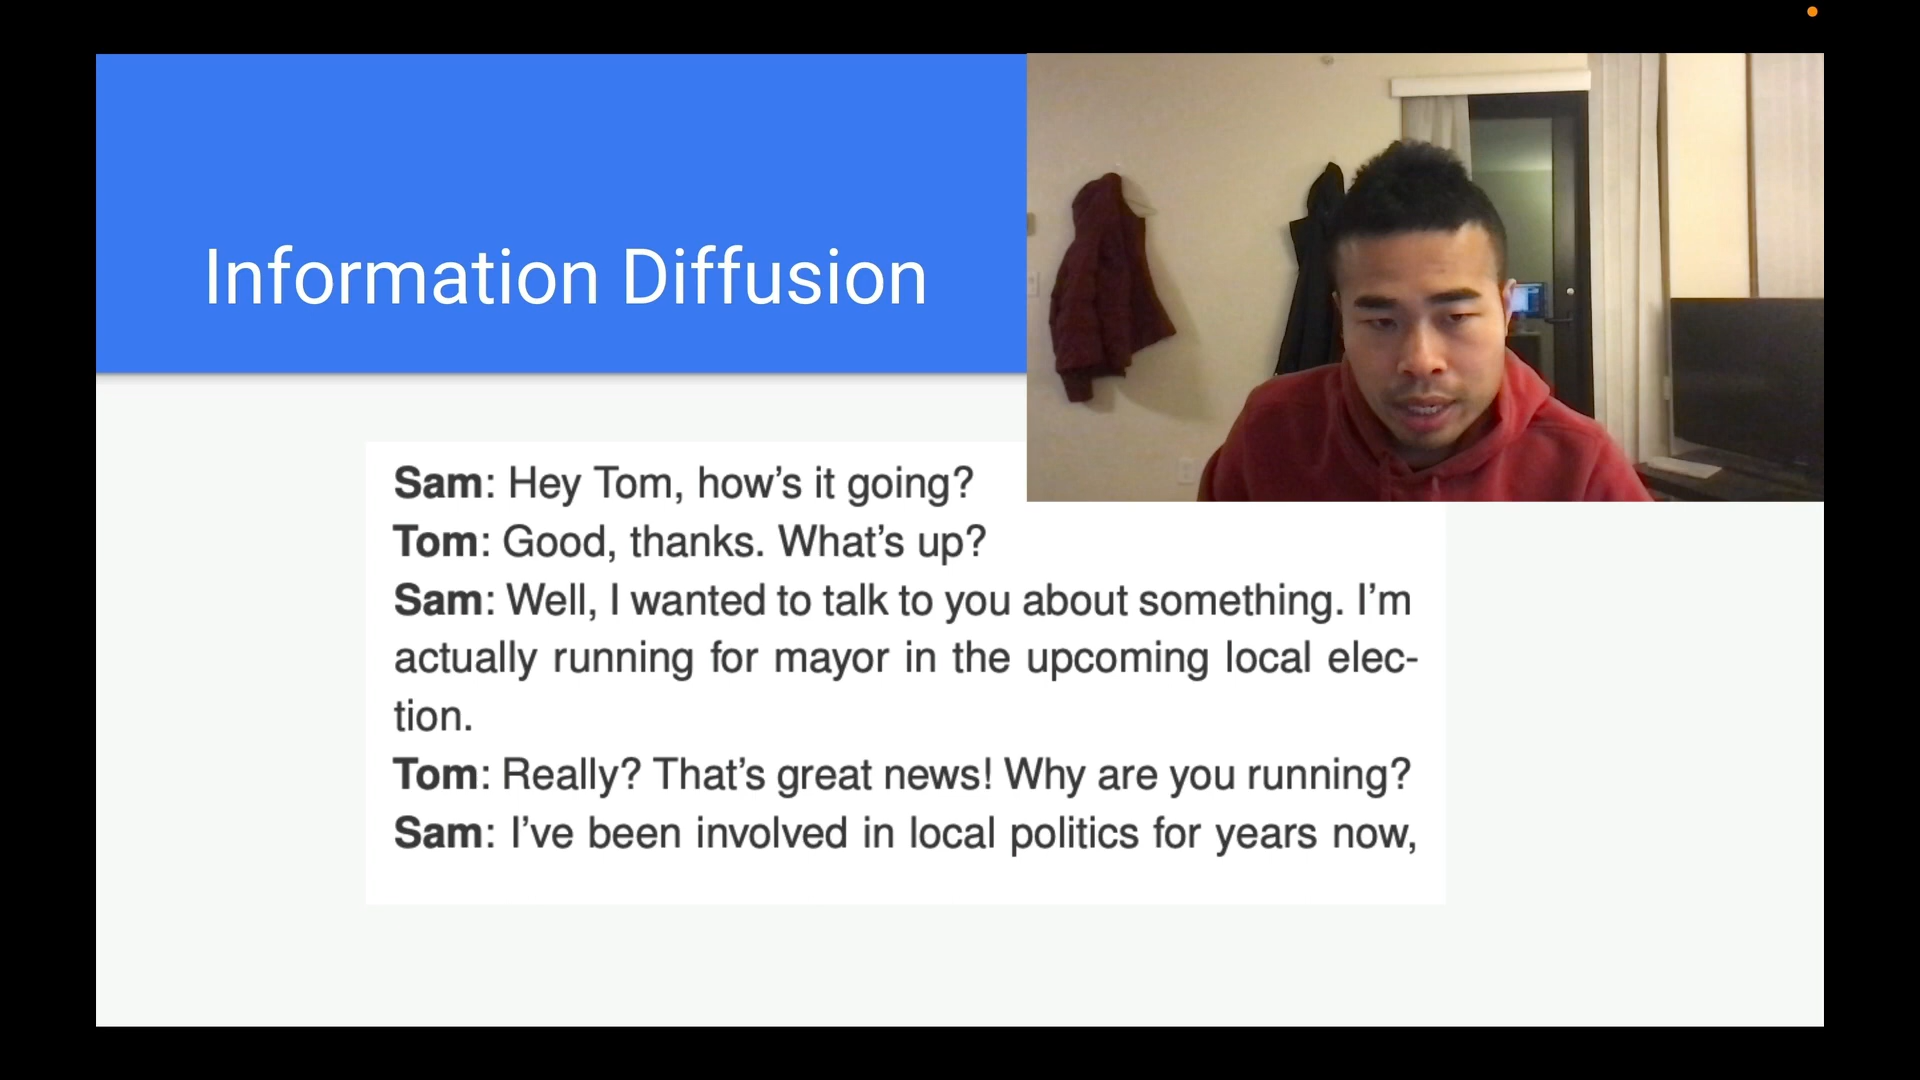 Information Diffusion
Sam: Hey Tom, how’s it going?
Tom: Good, thanks. What’s up?
Sam: Well, I wanted to talk to you about something. I’m
actually running for mayor in the upcoming local elec-
tion.
Tom: Really? That’s great news! Why are you running?
Sam: I’ve been involved in local politics for years now,